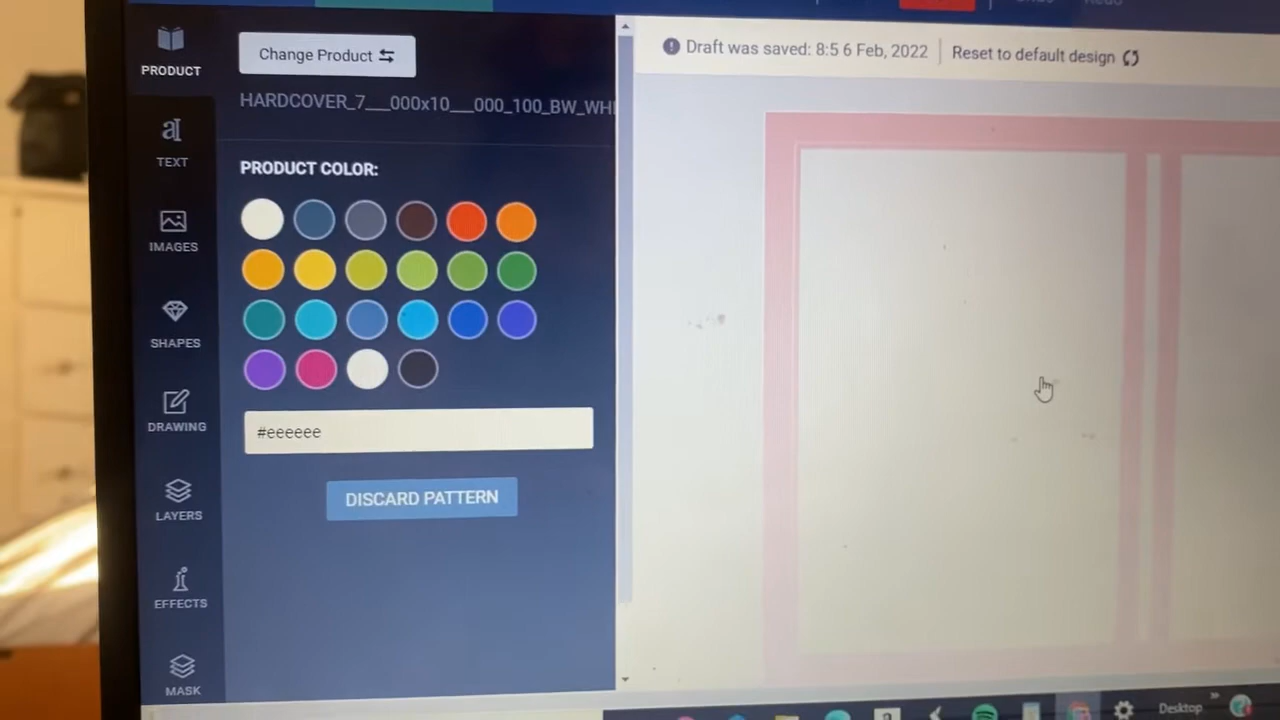 PRODUCT
Change Product
Draft was saved: 8:5 6 Feb, 2022
Reset to default design
HARDCOVER_7___000x10___000_100_BW_WHI
TEXT
PRODUCT COLOR:
IMAGES
SHAPES
DRAWING
#eeeeee
LAYERS
DISCARD PATTERN
EFFECTS
MASK
Desktop